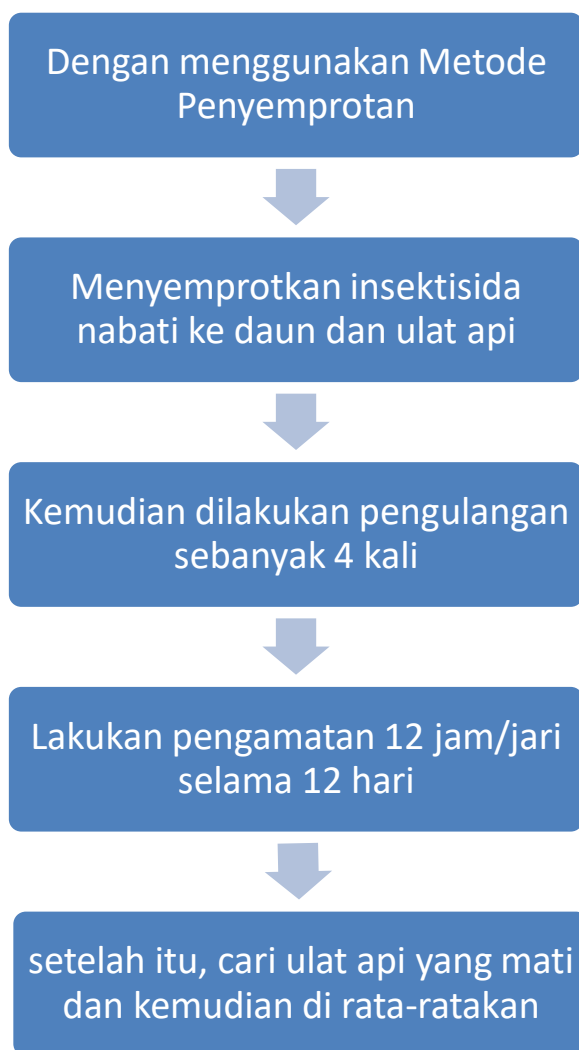 Dengan menggunakan Metode
Penyemprotan
Menyemprotkan insektisida
nabati ke daun dan ulat api
Kemudian dilakukan pengulangan
sebanyak 4 kali
Lakukan pengamatan 12 jam/jari
selama 12 hari
setelah itu, cari ulat api yang mati
dan kemudian di rata-ratakan